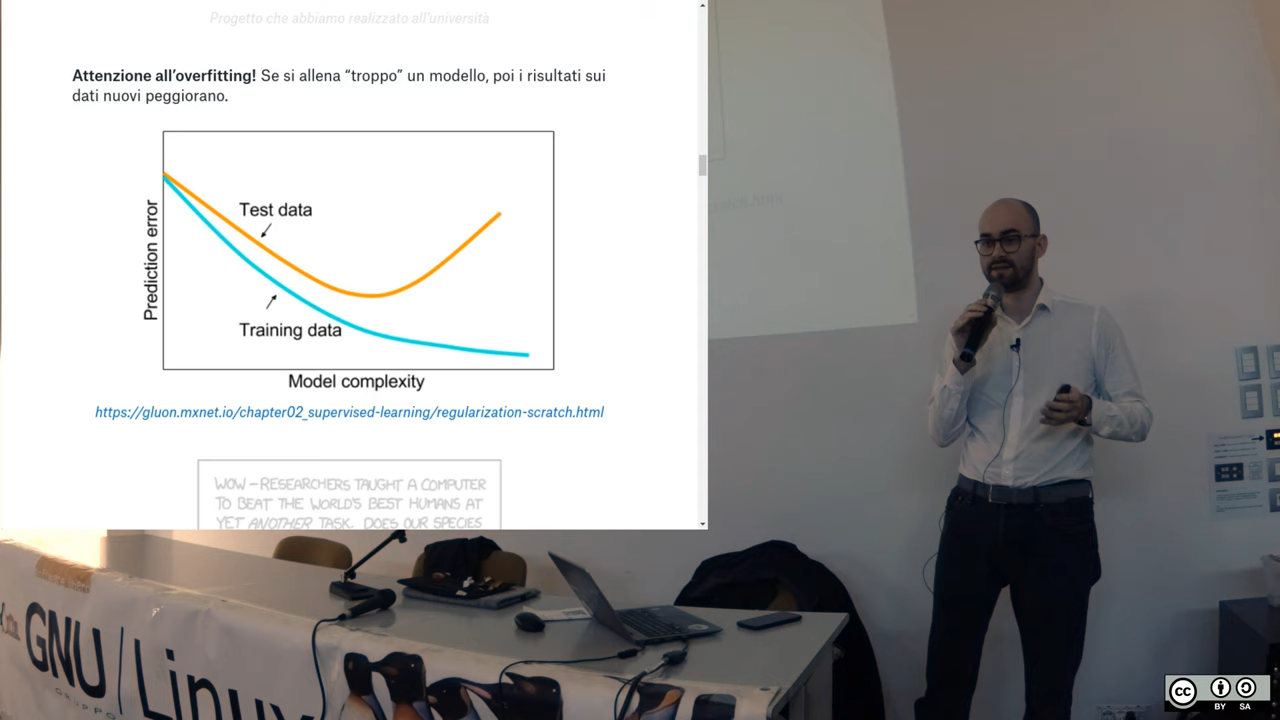 Progetto che abbiamo realizzato all'università
Attenzione all'overfitting! Se si allena “troppo” un modello, poi i risultati sui
dati nuovi peggiorano.
Test data
Training data
Prediction error
Model complexity
https://gluon.mxnet.io/chapter02_supervised-learning/regularization-scratch.html
WOW – RESEARCHERS TAUGHT A COMPUTER
TO BEAT THE WORLD'S BEST HUMANS AT
YET ANOTHER TASK. DOES OUR SPECIES
GNU/Linux
GRUPPO
cc
BY SA